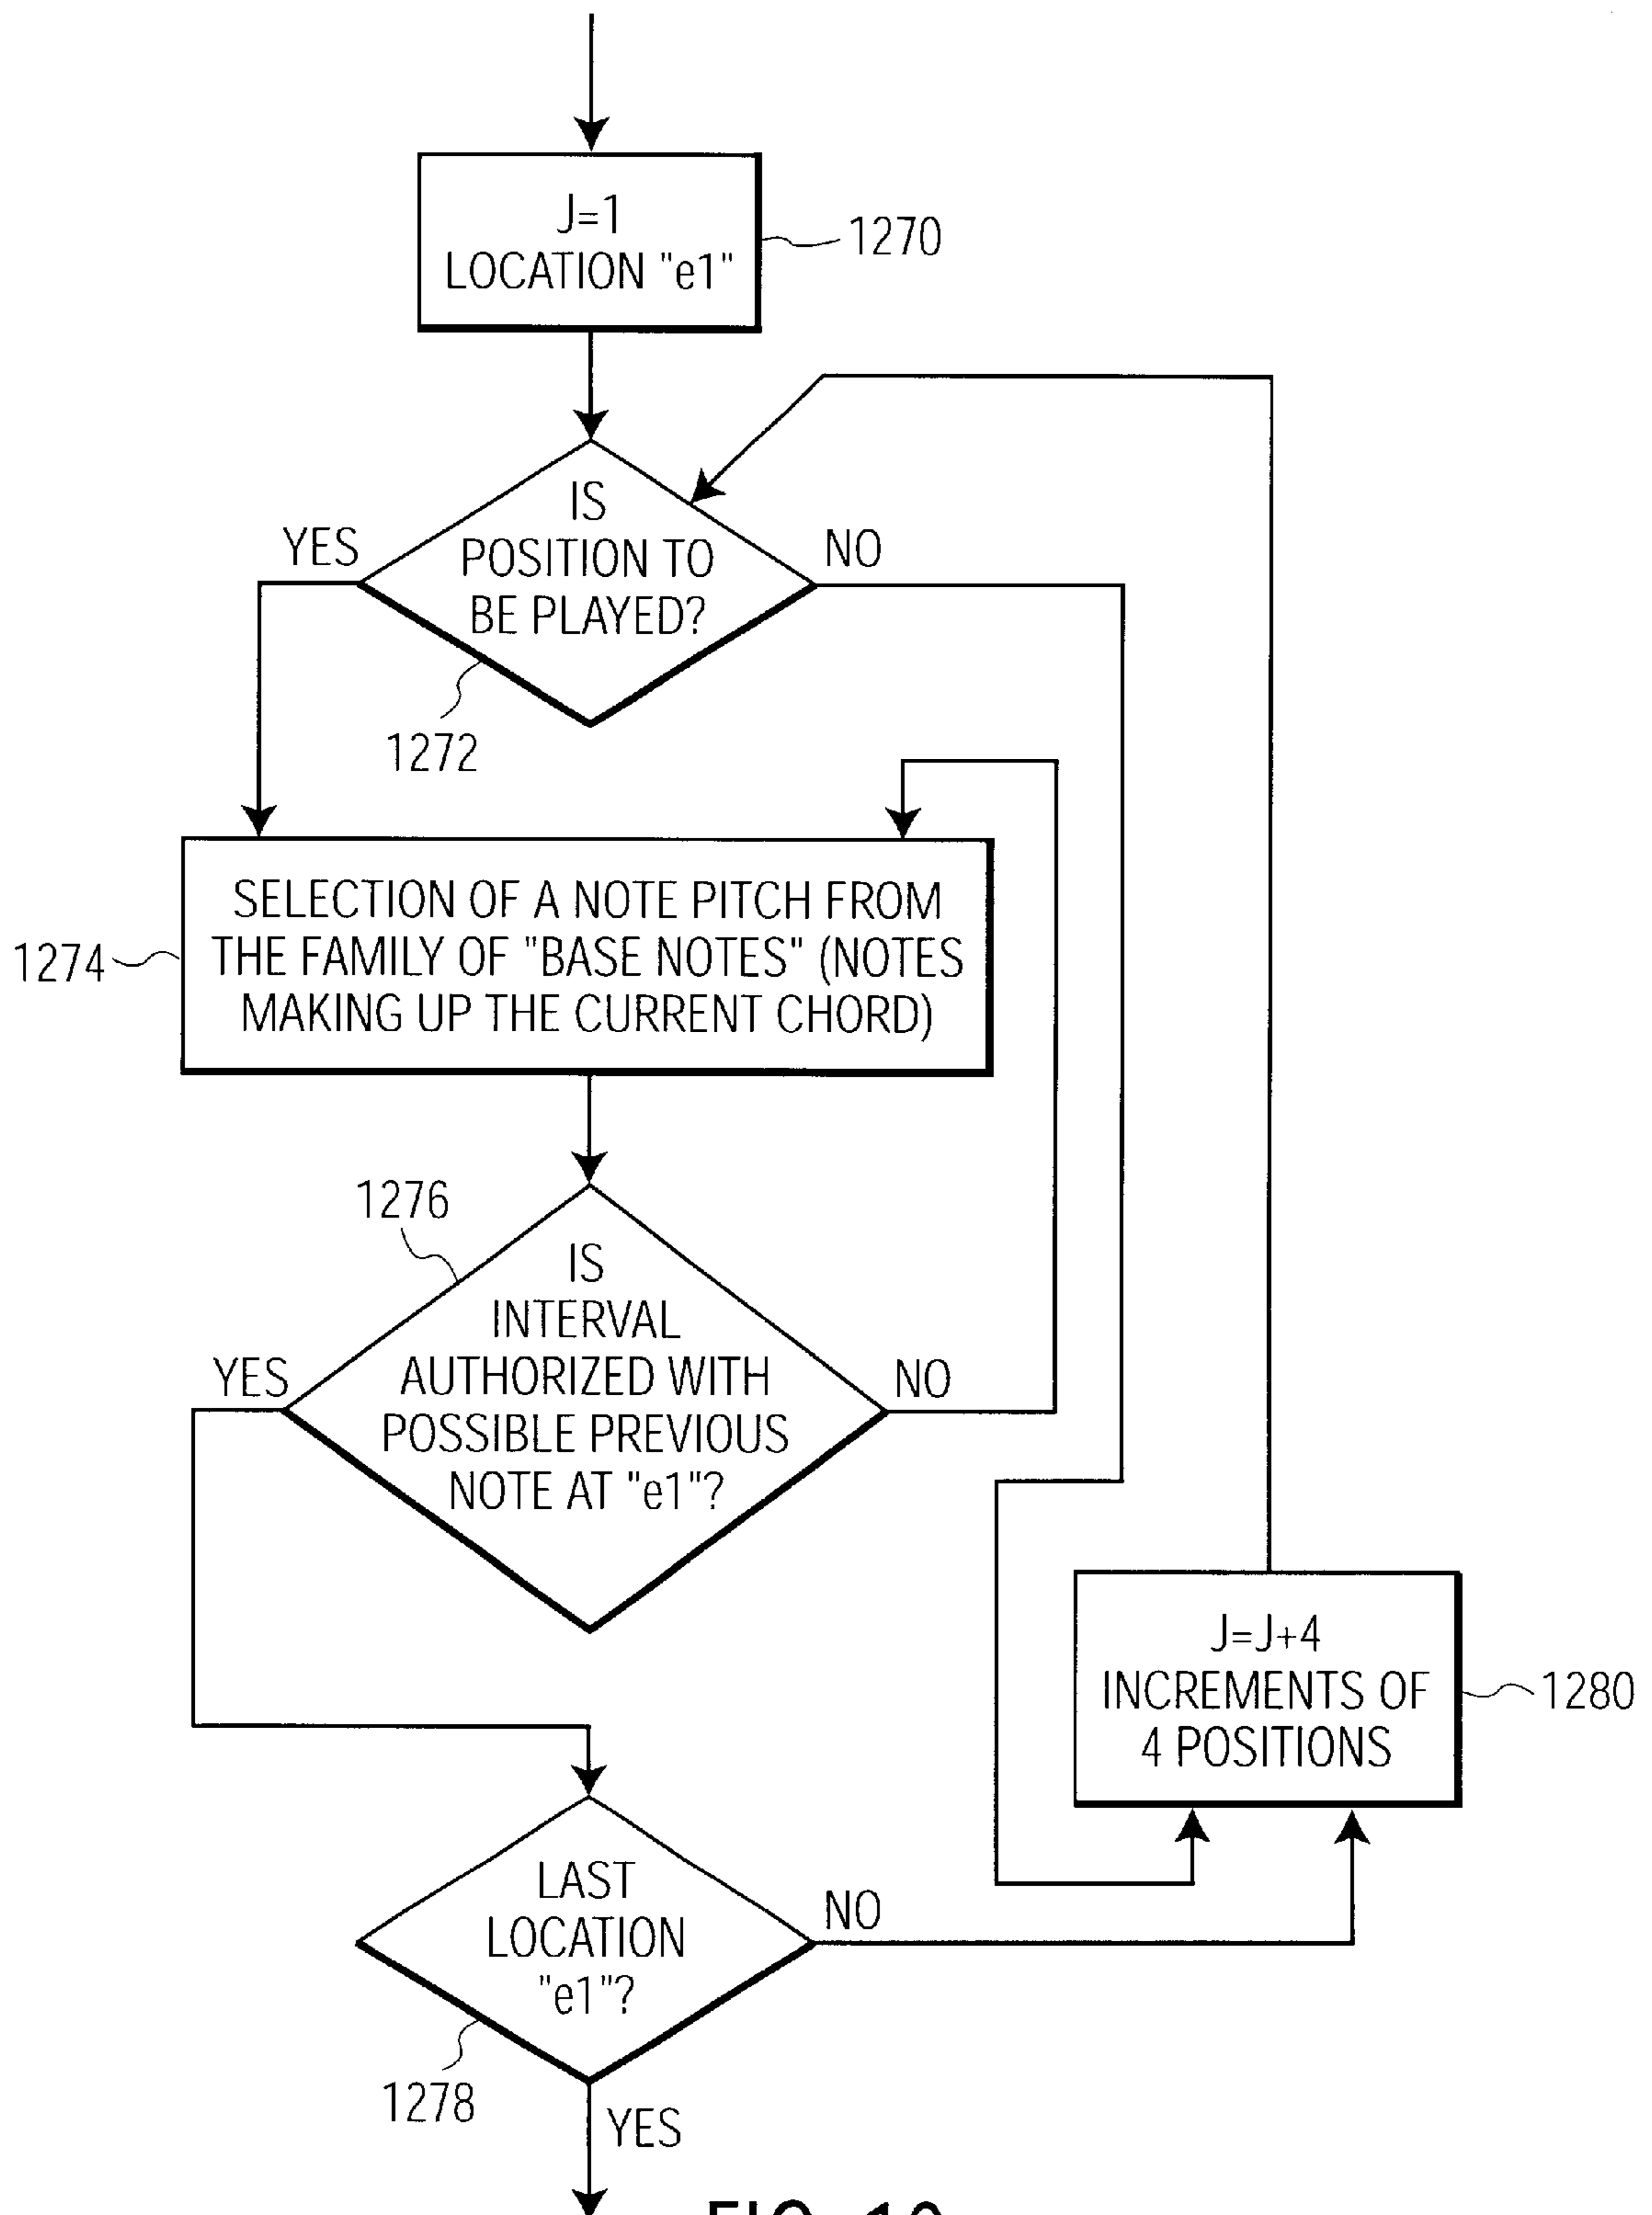 J=1
LOCATION "e1"
1270
IS
POSITION TO
BE PLAYED?
YES
NO
1272
SELECTION OF A NOTE PITCH FROM
THE FAMILY OF "BASE NOTES" (NOTES
MAKING UP THE CURRENT CHORD)
1274
1276
IS
INTERVAL
AUTHORIZED WITH
POSSIBLE PREVIOUS
NOTE AT "e1"?
YES
NO
J=J+4
INCREMENTS OF
4 POSITIONS
1280
LAST
LOCATION
"e1"?
NO
1278
YES